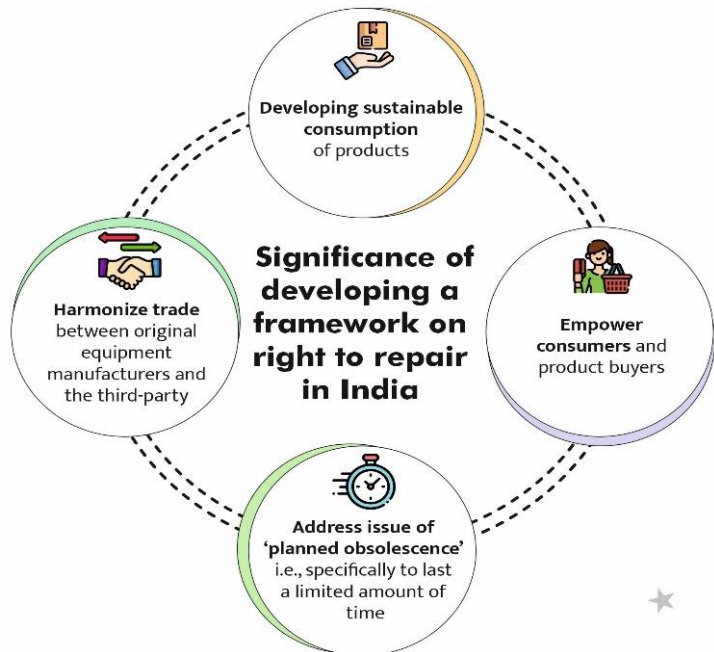 Developing sustainable
consumption
of products
Significance of
developing a
framework on
right to repair
in India
Harmonize trade
between original
equipment
manufacturers and
the third-party
Empower
consumers and
product buyers
Address issue of
‘planned obsolescence’
i.e., specifically to last
a limited amount of
time